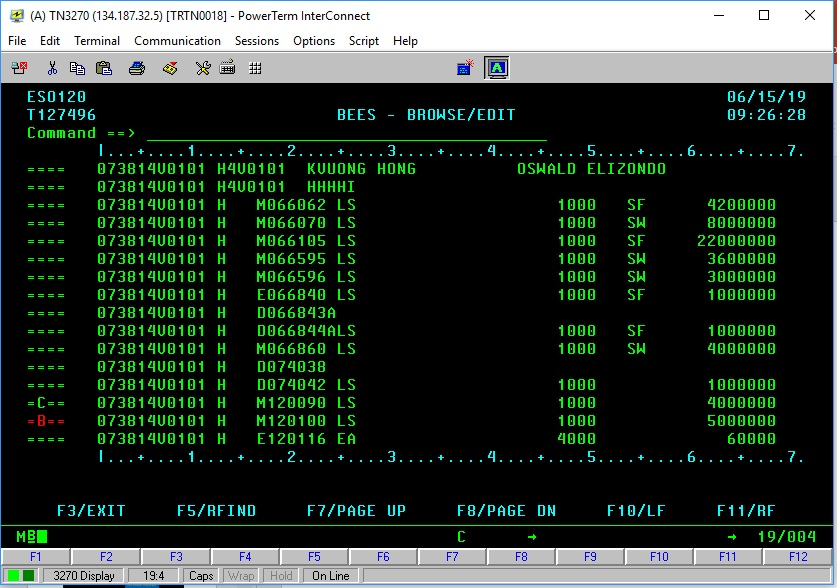 (A) TN3270 (134.187.32.5) [TRTN0018] - PowerTerm InterConnect
File Edit Terminal Communication Sessions Options Script Help
A
ESO120 06/15/19
T127496 BEES - BROWSE/EDIT 09:26:28
Command ==> ________________________________________
|...+....1....+....2....+....3....+....4....+....5....+....6....+....7.
==== 073814V0101 H4V0101 KVUONG HONG OSWALD ELIZONDO
==== 073814V0101 H4V0101 HHHHI
==== 073814V0101 H M066062 LS 1000 SF 4200000
==== 073814V0101 H M066070 LS 1000 SW 8000000
==== 073814V0101 H M066105 LS 1000 SF 22000000
==== 073814V0101 H M066595 LS 1000 SW 3600000
==== 073814V0101 H M066596 LS 1000 SW 3000000
==== 073814V0101 H E066840 LS 1000 SF 1000000
==== 073814V0101 H D066843A
==== 073814V0101 H D066844ALS 1000 SF 1000000
==== 073814V0101 H M066860 LS 1000 SW 4000000
==== 073814V0101 H D074038
==== 073814V0101 H D074042 LS 1000 1000000
=C== 073814V0101 H M120090 LS 1000 4000000
=B== 073814V0101 H M120100 LS 1000 5000000
==== 073814V0101 H E120116 EA 4000 60000
|...+....1....+....2....+....3....+....4....+....5....+....6....+....7.
F3/EXIT F5/RFIND F7/PAGE UP F8/PAGE DN F10/LF F11/RF
MB C → → 19/004
F1 F2 F3 F4 F5 F6 F7 F8 F9 F10 F11 F12
3270 Display 19:4 Caps Wrap Hold On Line